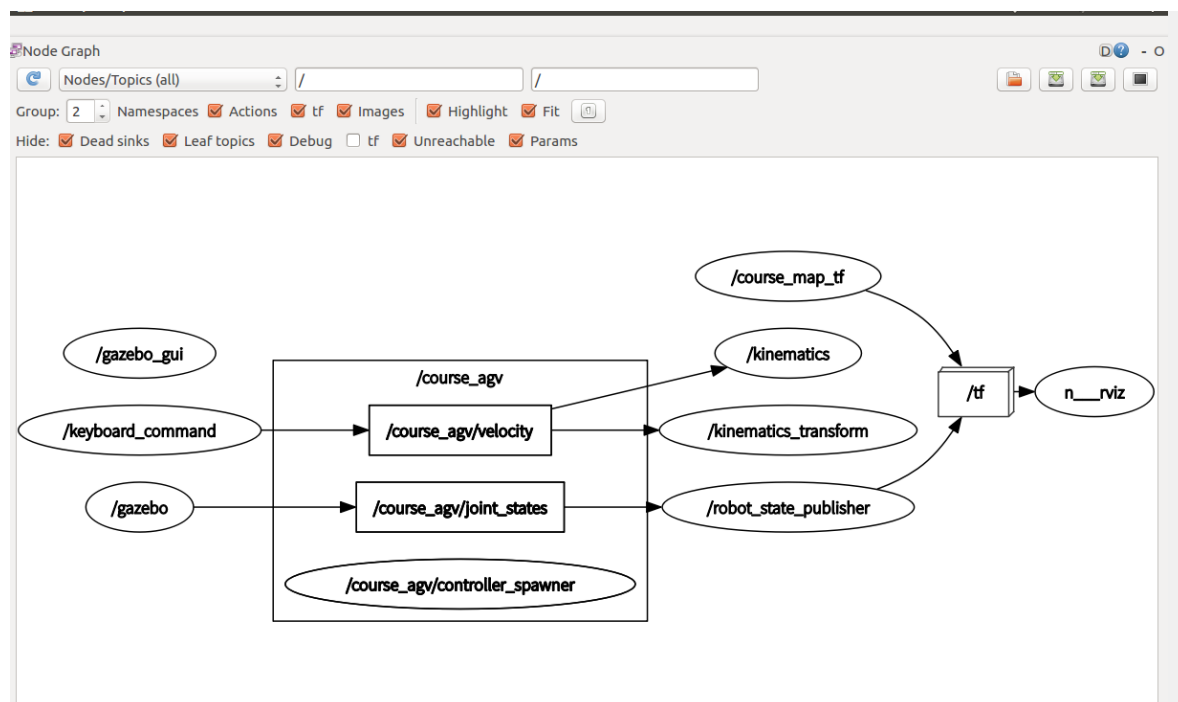 Node Graph
D ? - O
Nodes/Topics (all) / /
Group: 2 Namespaces Actions tf Images Highlight Fit
Hide: Dead sinks Leaf topics Debug tf Unreachable Params
/course_map_tf
/gazebo_gui
/kinematics
/course_agv
/tf
n___rviz
/keyboard_command
/course_agv/velocity
/kinematics_transform
/gazebo
/course_agv/joint_states
/robot_state_publisher
/course_agv/controller_spawner